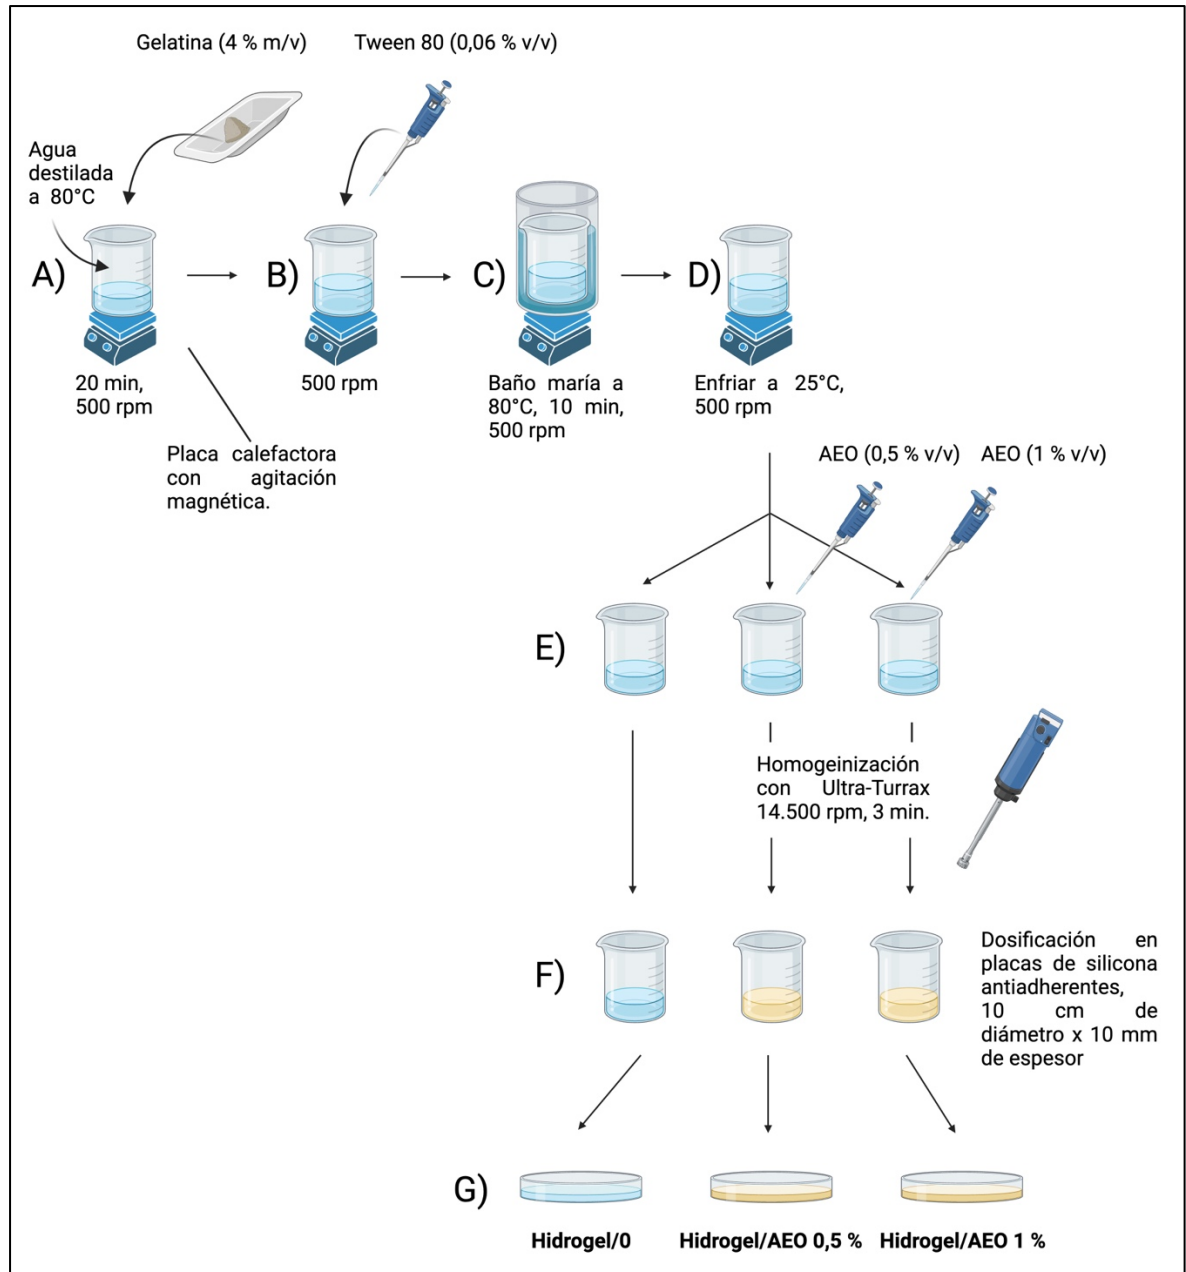 Gelatina (4 % m/v)
Tween 80 (0,06 % v/v)
Agua
destilada
a 80°C
A)
B)
C)
D)
20 min,
500 rpm
500 rpm
Baño maría a
80°C, 10 min,
500 rpm
Enfriar a 25°C,
500 rpm
Placa calefactora
con agitación
magnética.
AEO (0,5 % v/v)
AEO (1 % v/v)
E)
Homogeinización
con Ultra-Turrax
14.500 rpm, 3 min.
F)
Dosificación en
placas de silicona
antiadherentes,
10 cm de
diámetro x 10 mm
de espesor
G)
Hidrogel/0
Hidrogel/AEO 0,5 %
Hidrogel/AEO 1 %